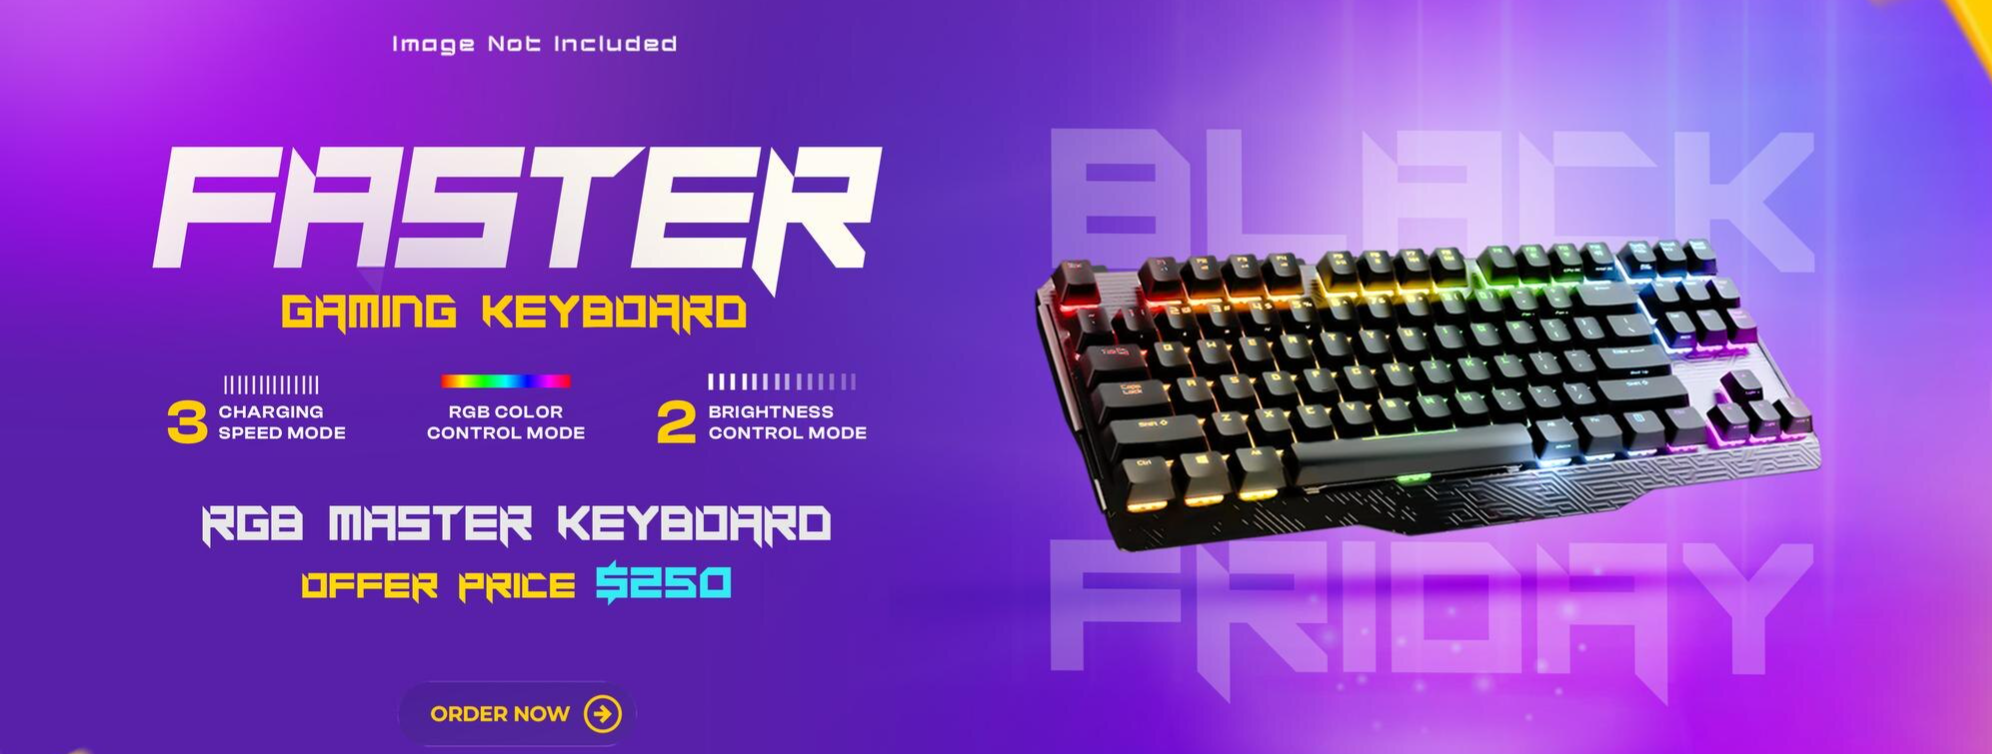 Image Not Included
FASTER
GAMING KEYBOARD
3 CHARGING
SPEED MODE
RGB COLOR
CONTROL MODE
2 BRIGHTNESS
CONTROL MODE
RGB MASTER KEYBOARD
OFFER PRICE $250
ORDER NOW
BLACK
FRIDAY